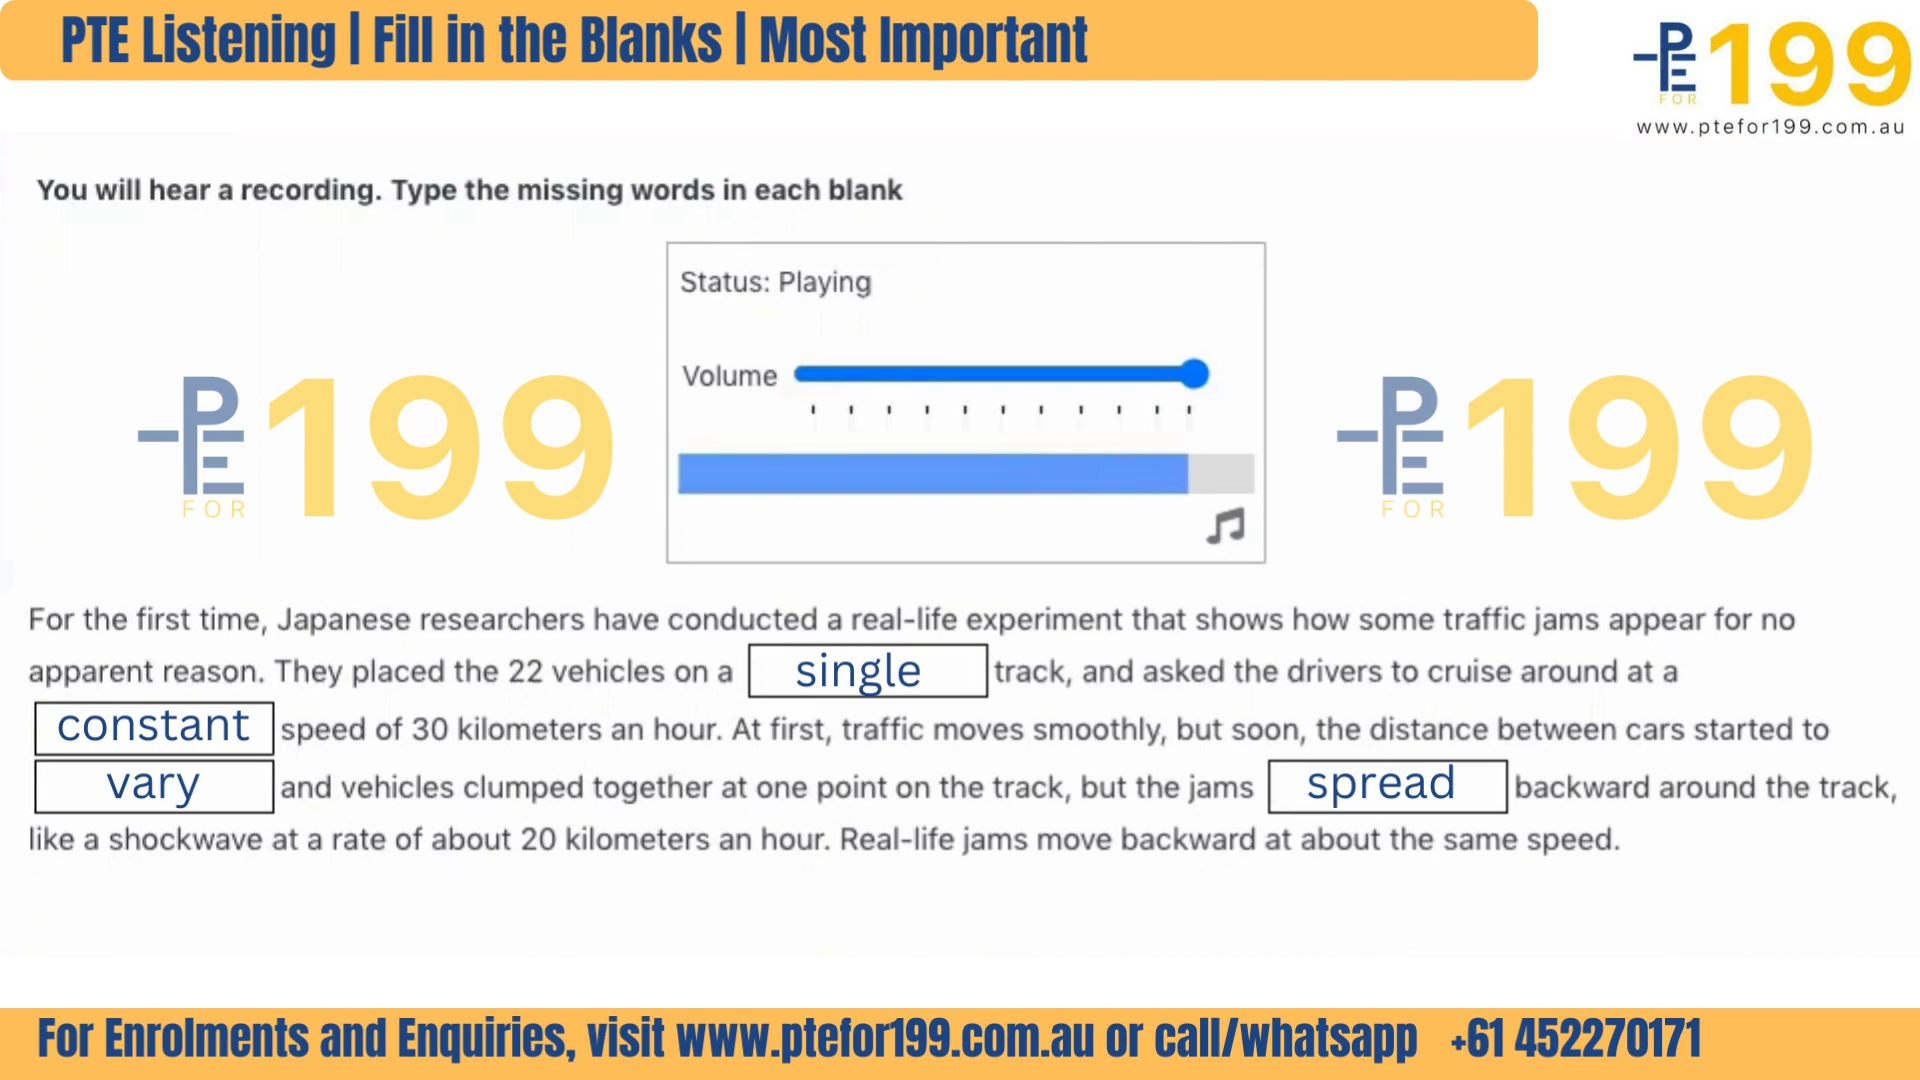 PTE Listening | Fill in the Blanks | Most Important
PTE 199
FOR
www.ptefor199.com.au
You will hear a recording. Type the missing words in each blank
Status: Playing
Volume
PTE 199
FOR
PTE 199
FOR
For the first time, Japanese researchers have conducted a real-life experiment that shows how some traffic jams appear for no
apparent reason. They placed the 22 vehicles on a single track, and asked the drivers to cruise around at a
constant speed of 30 kilometers an hour. At first, traffic moves smoothly, but soon, the distance between cars started to
vary and vehicles clumped together at one point on the track, but the jams spread backward around the track,
like a shockwave at a rate of about 20 kilometers an hour. Real-life jams move backward at about the same speed.
For Enrolments and Enquiries, visit www.ptefor199.com.au or call/whatsapp +61 452270171